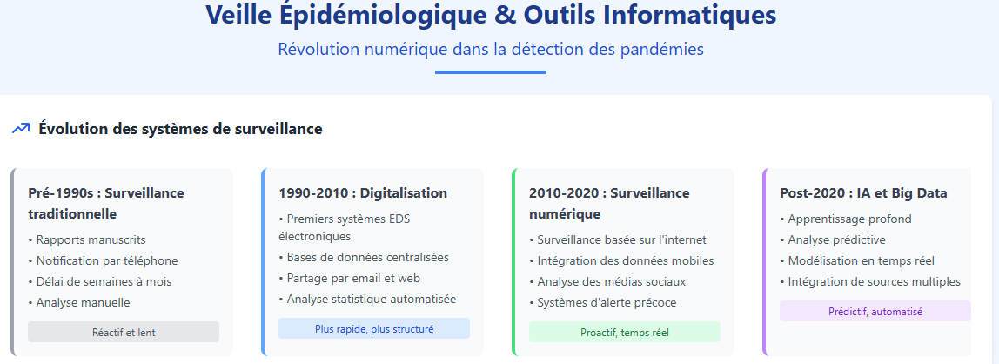 Veille Épidémiologique & Outils Informatiques
Révolution numérique dans la détection des pandémies
Évolution des systèmes de surveillance
Pré-1990s : Surveillance
traditionnelle
• Rapports manuscrits
• Notification par téléphone
• Délai de semaines à mois
• Analyse manuelle
Réactif et lent
1990-2010 : Digitalisation
• Premiers systèmes EDS
électroniques
• Bases de données centralisées
• Partage par email et web
• Analyse statistique automatisée
Plus rapide, plus structuré
2010-2020 : Surveillance
numérique
• Surveillance basée sur l'internet
• Intégration des données mobiles
• Analyse des médias sociaux
• Systèmes d'alerte précoce
Proactif, temps réel
Post-2020 : IA et Big Data
• Apprentissage profond
• Analyse prédictive
• Modélisation en temps réel
• Intégration de sources multiples
Prédictif, automatisé